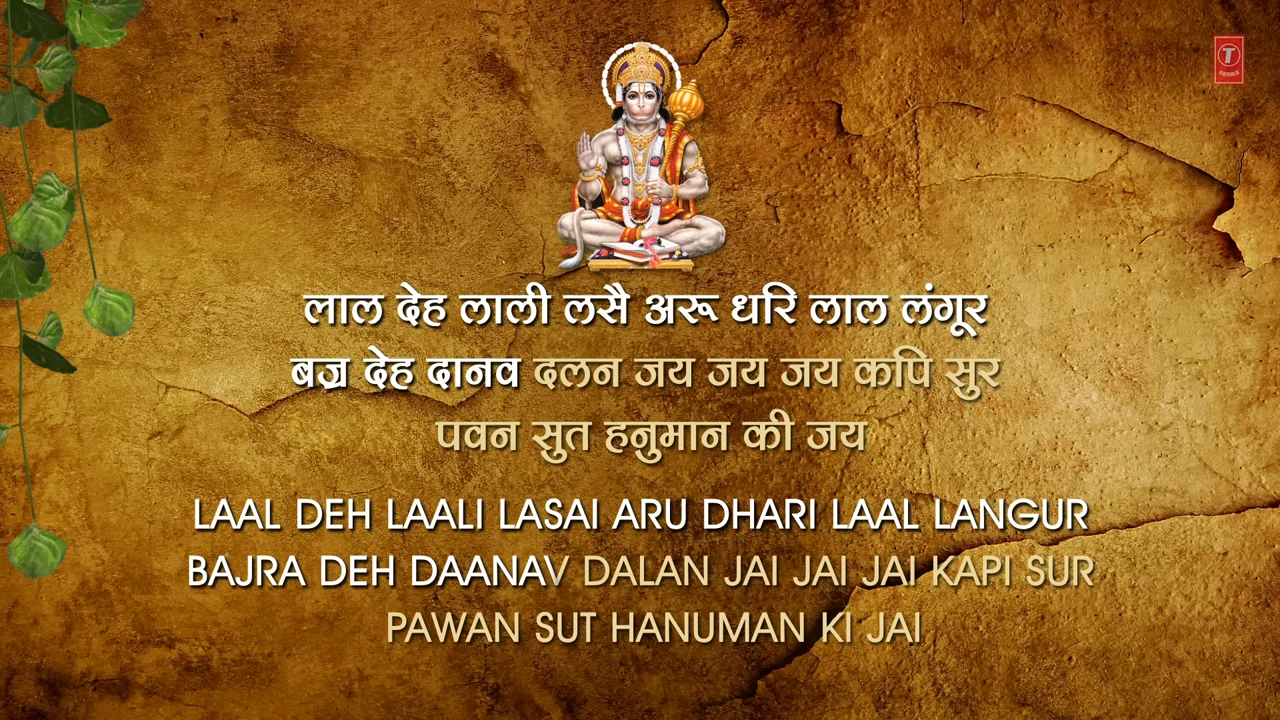 T
SERIES
लाल देह लाली लसै अरू धरि लाल लंगूर
बज्र देह दानव दलन जय जय जय कपि सुर
पवन सुत हनुमान की जय
LAAL DEH LAALI LASAI ARU DHARI LAAL LANGUR
BAJRA DEH DAANAV DALAN JAI JAI JAI KAPI SUR
PAWAN SUT HANUMAN KI JAI